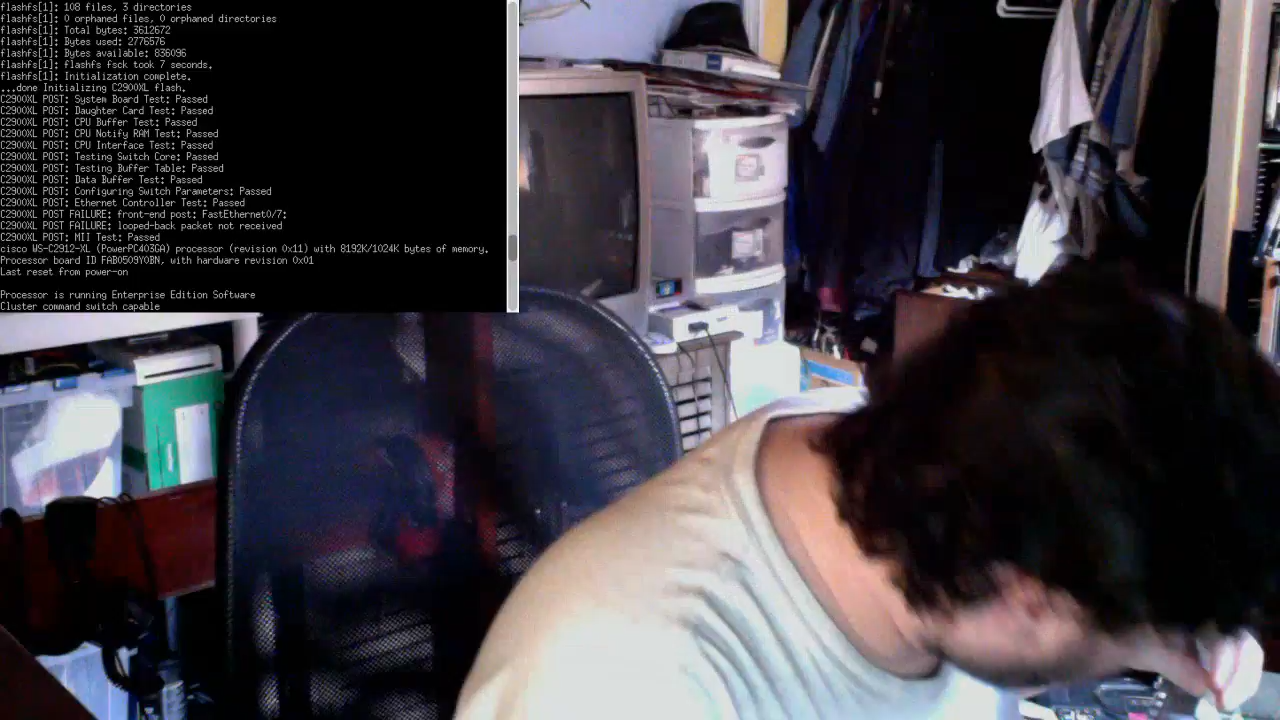 flashfs[1]: 108 files, 3 directories
flashfs[1]: 0 orphaned files, 0 orphaned directories
flashfs[1]: Total bytes: 3612672
flashfs[1]: Bytes used: 2776576
flashfs[1]: Bytes available: 836096
flashfs[1]: flashfs fsck took 7 seconds.
flashfs[1]: Initialization complete.
...done Initializing C2900XL flash.
C2900XL POST: System Board Test: Passed
C2900XL POST: Daughter Card Test: Passed
C2900XL POST: CPU Buffer Test: Passed
C2900XL POST: CPU Notify RAM Test: Passed
C2900XL POST: CPU Interface Test: Passed
C2900XL POST: Testing Switch Core: Passed
C2900XL POST: Testing Buffer Table: Passed
C2900XL POST: Data Buffer Test: Passed
C2900XL POST: Configuring Switch Parameters: Passed
C2900XL POST: Ethernet Controller Test: Passed
C2900XL POST FAILURE: front-end post: FastEthernet0/7:
C2900XL POST FAILURE: looped-back packet not received
C2900XL POST: MII Test: Passed
cisco WS-C2912-XL (PowerPC403GA) processor (revision 0x11) with 8192K/1024K bytes of memory.
Processor board ID FAB0509Y0BN, with hardware revision 0x01
Last reset from power-on
Processor is running Enterprise Edition Software
Cluster command switch capable